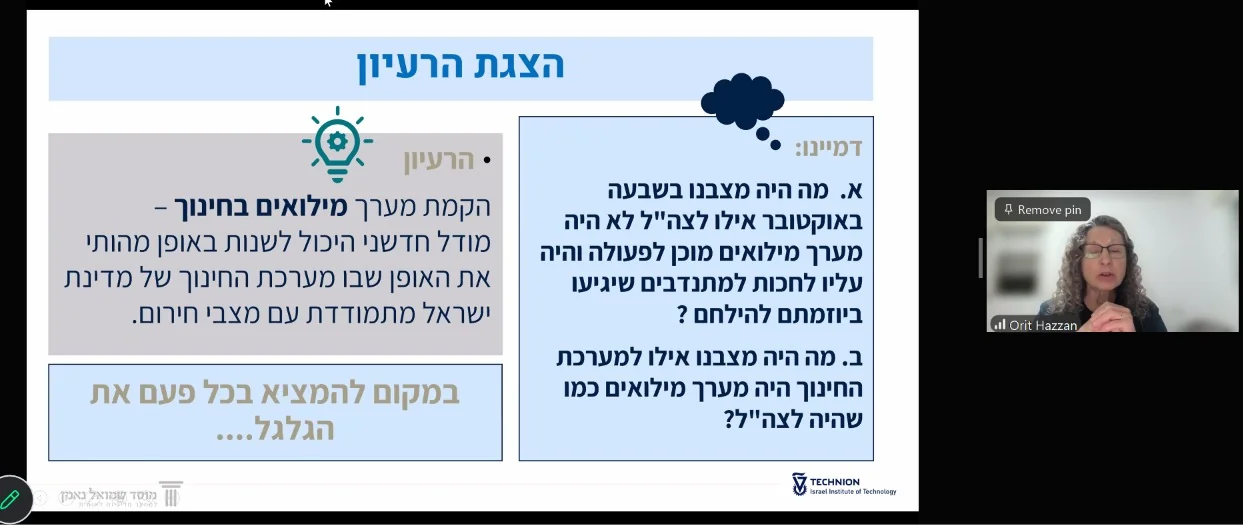 הצגת הרעיון
דמיינו:
א. מה היה מצבנו בשבעה
באוקטובר אילו לצה"ל לא היה
מערך מילואים מוכן לפעולה והיה
עליו לחכות למתנדבים שיגיעו
ביוזמתם להילחם ?
ב. מה היה מצבנו אילו למערכת
החינוך היה מערך מילואים כמו
שהיה לצה"ל?
• הרעיון
הקמת מערך מילואים בחינוך –
מודל חדשני היכול לשנות באופן מהותי
את האופן שבו מערכת החינוך של מדינת
ישראל מתמודדת עם מצבי חירום.
במקום להמציא בכל פעם את
הגלגל....
TECHNION
Israel Institute of Technology
מוסד שמואל נאמן
Remove pin
Orit Hazzan